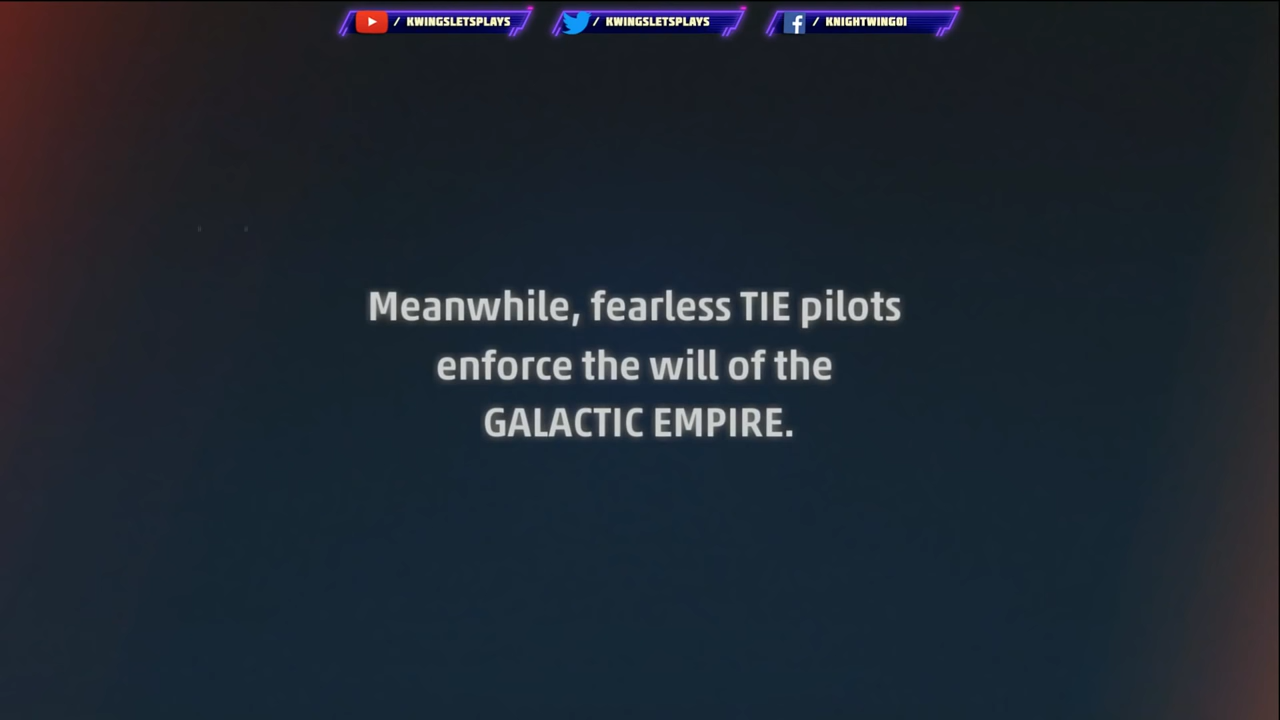 / KWINGSLETSPLAYS / KWINGSLETSPLAYS / KNIGHTWING01
Meanwhile, fearless TIE pilots
enforce the will of the
GALACTIC EMPIRE.